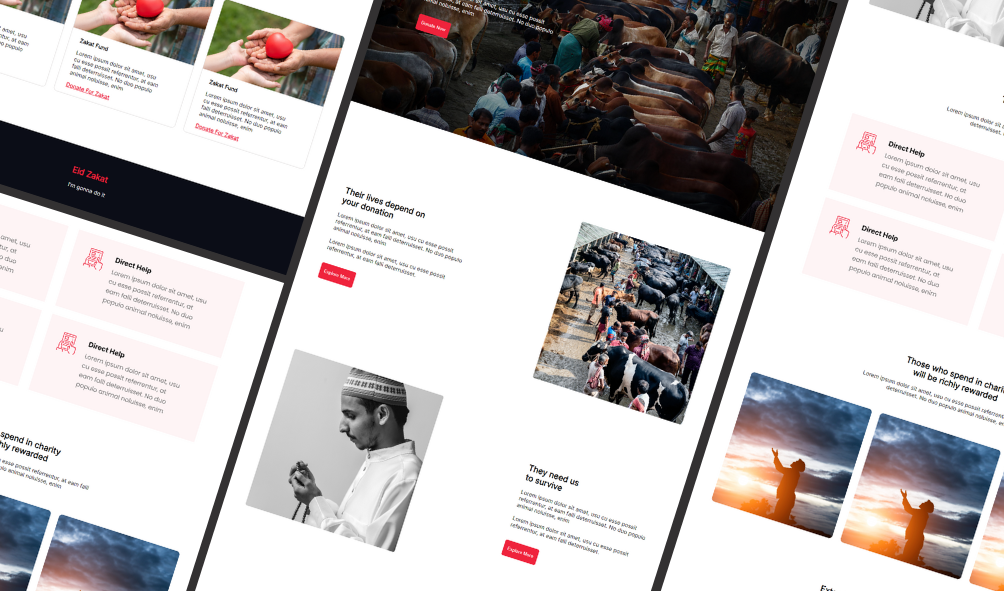 populo
Zakat Fund
Lorem ipsum dolor sit amet, usu
cu esse possit referrentur, at eam
falli deterruisset. No duo populo
animal noluisse, enim
Donate For Zakat
Zakat Fund
Lorem ipsum dolor sit amet, usu
cu esse possit referrentur, at eam
falli deterruisset. No duo populo
animal noluisse, enim
Donate For Zakat
Eid Zakat
I'm gonna do it
amet, usu
enim
Direct Help
Lorem ipsum dolor sit amet, usu
cu esse possit referrentur, at
eam falli deterruisset. No duo
populo animal noluisse, enim
Direct Help
Lorem ipsum dolor sit amet, usu
cu esse possit referrentur, at
eam falli deterruisset. No duo
populo animal noluisse, enim
spend in charity
rewarded
cu esse possit referrentur, at eam falli
populo animal noluisse, enim
Donate Now
Their lives depend on
your donation
Lorem ipsum dolor sit amet, usu cu esse possit
referrentur, at eam falli deterruisset. No duo populo
animal noluisse, enim
Lorem ipsum dolor sit amet, usu cu esse possit
referrentur, at eam falli deterruisset.
Explore More
They need us
to survive
Lorem ipsum dolor sit amet, usu cu esse possit
referrentur, at eam falli deterruisset. No duo populo
animal noluisse, enim
Lorem ipsum dolor sit amet, usu cu esse possit
referrentur, at eam falli deterruisset.
Explore More
Lorem ipsum dolor sit
Direct Help
Lorem ipsum dolor sit amet, usu
cu esse possit referrentur, at
eam falli deterruisset. No duo
populo animal noluisse, enim
Direct Help
Lorem ipsum dolor sit amet, usu
cu esse possit referrentur, at
eam falli deterruisset. No duo
populo animal noluisse, enim
Those who spend in
will be richly rewarded
Lorem ipsum dolor sit amet, usu cu esse possit referrentur, at
deterruisset. No duo populo animal noluisse,